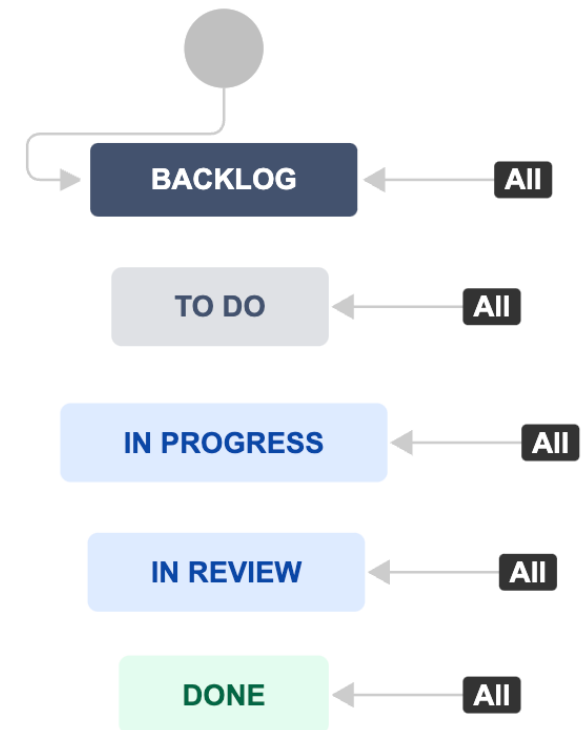 BACKLOG
All
TO DO
All
IN PROGRESS
All
IN REVIEW
All
DONE
All